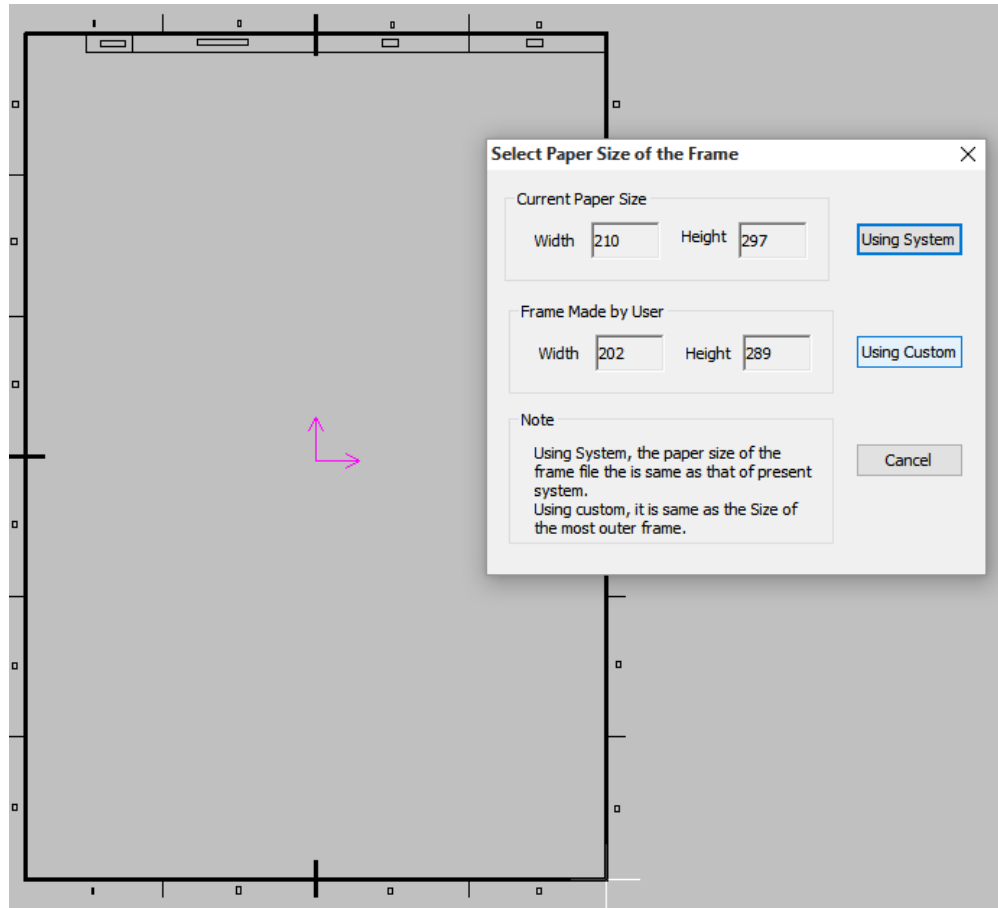 Select Paper Size of the Frame
Current Paper Size
Width 210 Height 297
Using System
Frame Made by User
Width 202 Height 289
Using Custom
Note
Using System, the paper size of the
frame file the is same as that of present
system.
Using custom, it is same as the Size of
the most outer frame.
Cancel